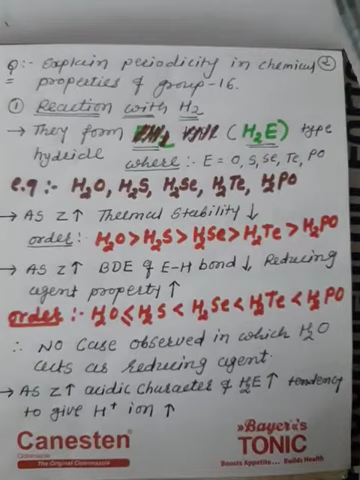 Q:- Explain periodicity in chemical ②
= properties of group-16.
① Reaction with H₂
→ They form (H₂E) type
hydride where :- E = O, S, Se, Te, PO
e.g :- H₂O, H₂S, H₂Se, H₂Te, H₂PO
→ AS Z↑ Thermal Stability ↓
order :- H₂O > H₂S > H₂Se > H₂Te > H₂PO
→ AS Z↑ BDE of E-H bond ↓ Reducing
agent property ↑
order :- H₂O < H₂S < H₂Se < H₂Te < H₂PO
∴ NO Case observed in which H₂O
acts as Reducing agent.
→ AS Z↑ acidic character of H₂E ↑ tendency
to give H⁺ ion ↑
Canesten®
Clotrimazole
The Original Clotrimazole
»Bayer's
TONIC
Boosts Appetite... Builds Health